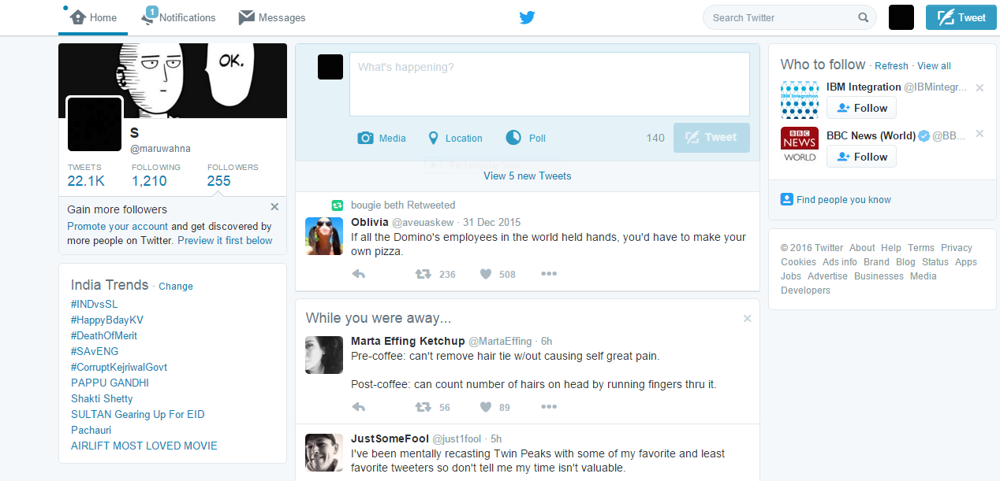 Home
1
Notifications
Messages
Search Twitter
Tweet
OK.
S
@maruwahna
TWEETS FOLLOWING FOLLOWERS
22.1K 1,210 255
Gain more followers
Promote your account and get discovered by
more people on Twitter. Preview it first below
India Trends · Change
#INDvsSL
#HappyBdayKV
#DeathOfMerit
#SAvENG
#CorruptKejriwalGovt
PAPPU GANDHI
Shakti Shetty
SULTAN Gearing Up For EID
Pachauri
AIRLIFT MOST LOVED MOVIE
What's happening?
Media Location Poll 140 Tweet
View 5 new Tweets
bougie beth Retweeted
Oblivia @aveuaskew · 31 Dec 2015
If all the Domino's employees in the world held hands, you'd have to make your
own pizza.
236 508
While you were away...
Marta Effing Ketchup @MartaEffing · 6h
Pre-coffee: can't remove hair tie w/out causing self great pain.
Post-coffee: can count number of hairs on head by running fingers thru it.
56 89
JustSomeFool @just1fool · 5h
I've been mentally recasting Twin Peaks with some of my favorite and least
favorite tweeters so don't tell me my time isn't valuable.
Who to follow · Refresh · View all
IBM Integration
IBM Integration @IBMintegr...
Follow
BBC
NEWS
WORLD
BBC News (World) @BB...
Follow
Find people you know
© 2016 Twitter About Help Terms Privacy
Cookies Ads info Brand Blog Status Apps
Jobs Advertise Businesses Media
Developers